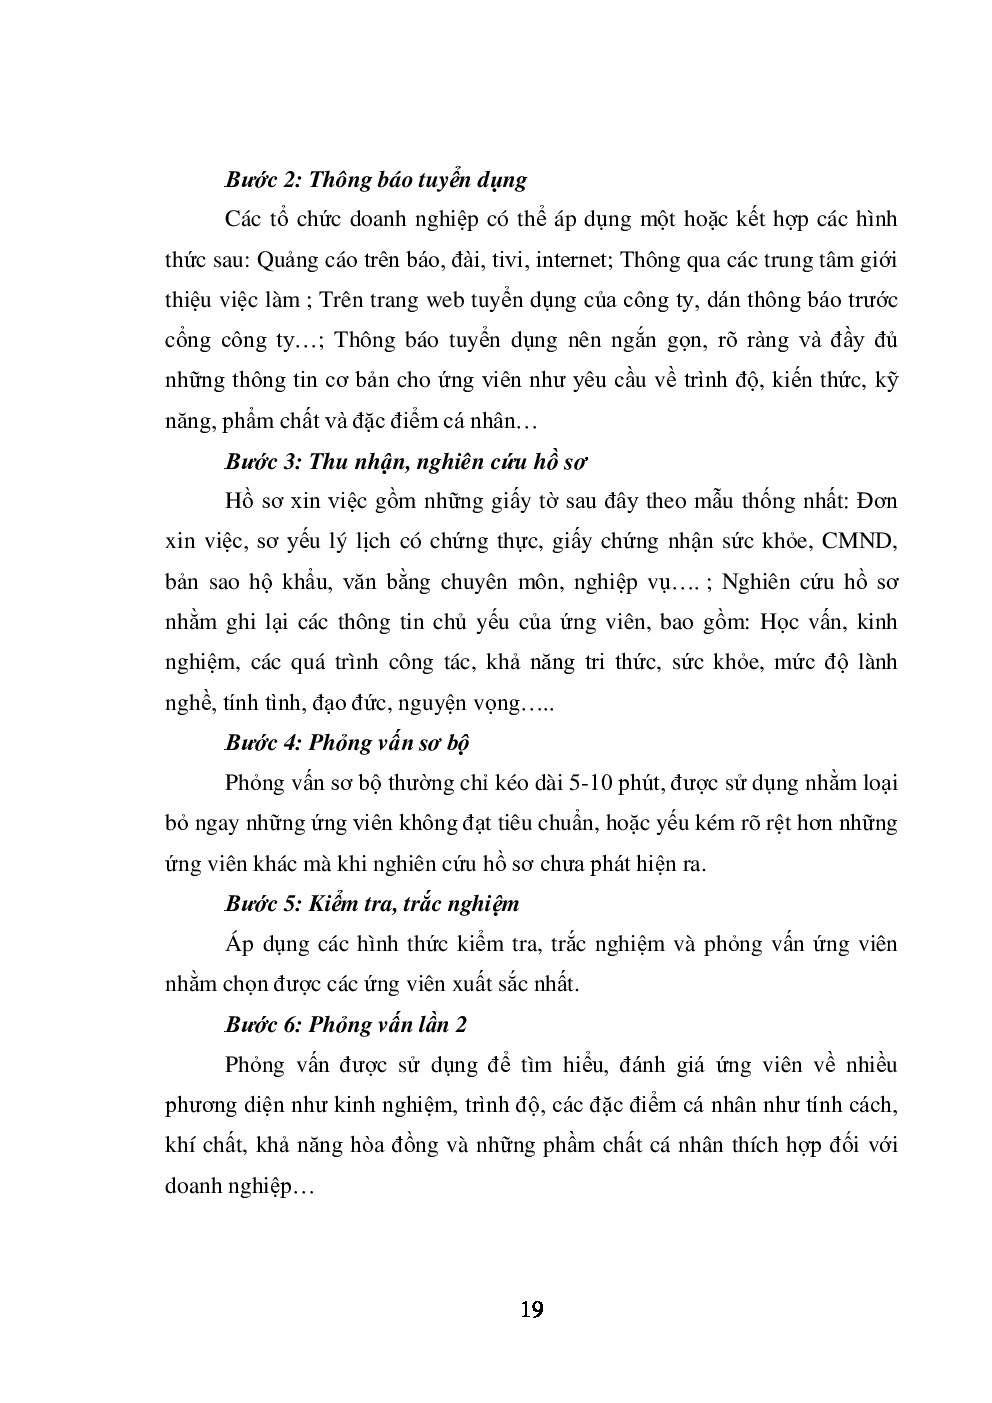 Bước 2: Thông báo tuyển dụng
Các tổ chức doanh nghiệp có thể áp dụng một hoặc kết hợp các hình
thức sau: Quảng cáo trên báo, đài, tivi, internet; Thông qua các trung tâm giới
thiệu việc làm ; Trên trang web tuyển dụng của công ty, dán thông báo trước
cổng công ty…; Thông báo tuyển dụng nên ngắn gọn, rõ ràng và đầy đủ
những thông tin cơ bản cho ứng viên như yêu cầu về trình độ, kiến thức, kỹ
năng, phẩm chất và đặc điểm cá nhân…
Bước 3: Thu nhận, nghiên cứu hồ sơ
Hồ sơ xin việc gồm những giấy tờ sau đây theo mẫu thống nhất: Đơn
xin việc, sơ yếu lý lịch có chứng thực, giấy chứng nhận sức khỏe, CMND,
bản sao hộ khẩu, văn bằng chuyên môn, nghiệp vụ…. ; Nghiên cứu hồ sơ
nhằm ghi lại các thông tin chủ yếu của ứng viên, bao gồm: Học vấn, kinh
nghiệm, các quá trình công tác, khả năng tri thức, sức khỏe, mức độ lành
nghề, tính tình, đạo đức, nguyện vọng…..
Bước 4: Phỏng vấn sơ bộ
Phỏng vấn sơ bộ thường chỉ kéo dài 5-10 phút, được sử dụng nhằm loại
bỏ ngay những ứng viên không đạt tiêu chuẩn, hoặc yếu kém rõ rệt hơn những
ứng viên khác mà khi nghiên cứu hồ sơ chưa phát hiện ra.
Bước 5: Kiểm tra, trắc nghiệm
Áp dụng các hình thức kiểm tra, trắc nghiệm và phỏng vấn ứng viên
nhằm chọn được các ứng viên xuất sắc nhất.
Bước 6: Phỏng vấn lần 2
Phỏng vấn được sử dụng để tìm hiểu, đánh giá ứng viên về nhiều
phương diện như kinh nghiệm, trình độ, các đặc điểm cá nhân như tính cách,
khí chất, khả năng hòa đồng và những phầm chất cá nhân thích hợp đối với
doanh nghiệp…
19